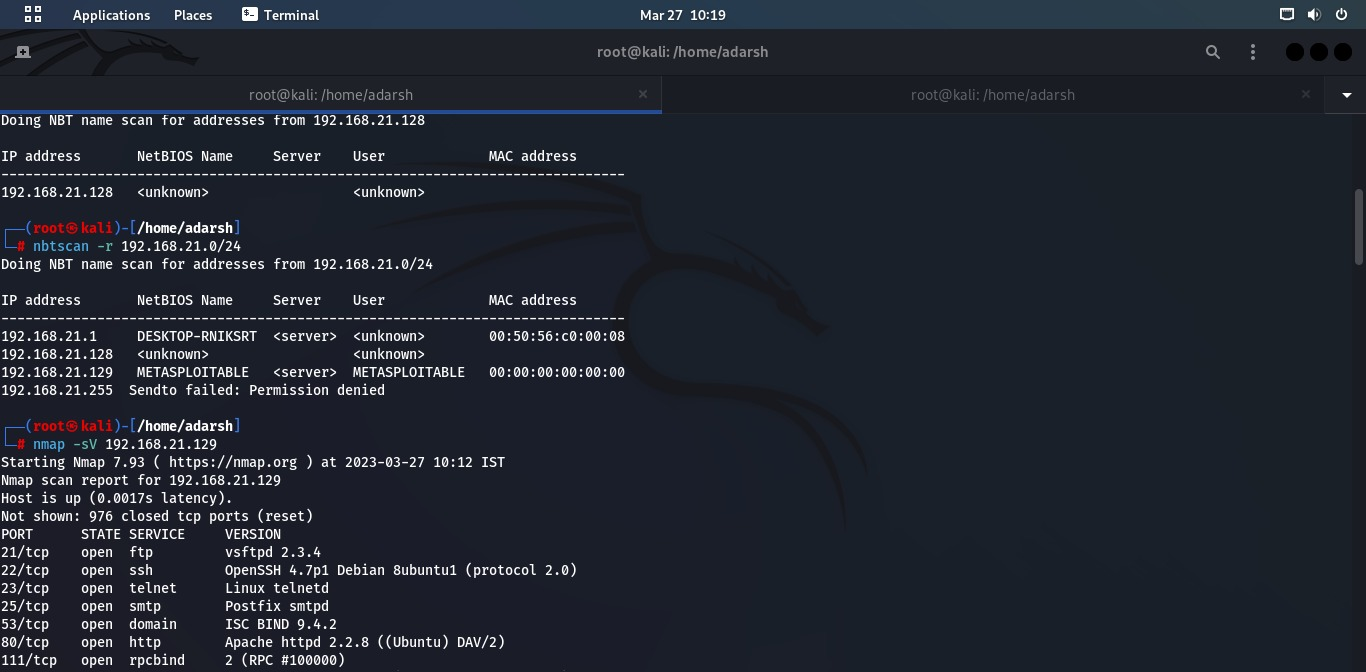 Applications Places Terminal Mar 27 10:19
root@kali: /home/adarsh
root@kali: /home/adarsh × root@kali: /home/adarsh ×
Doing NBT name scan for addresses from 192.168.21.128
IP address NetBIOS Name Server User MAC address
------------------------------------------------------------------------------
192.168.21.128 <unknown> <unknown>
┌──(root㉿kali)-[/home/adarsh]
└─# nbtscan -r 192.168.21.0/24
Doing NBT name scan for addresses from 192.168.21.0/24
IP address NetBIOS Name Server User MAC address
------------------------------------------------------------------------------
192.168.21.1 DESKTOP-RNIKSRT <server> <unknown> 00:50:56:c0:00:08
192.168.21.128 <unknown> <unknown>
192.168.21.129 METASPLOITABLE <server> METASPLOITABLE 00:00:00:00:00:00
192.168.21.255 Sendto failed: Permission denied
┌──(root㉿kali)-[/home/adarsh]
└─# nmap -sV 192.168.21.129
Starting Nmap 7.93 ( https://nmap.org ) at 2023-03-27 10:12 IST
Nmap scan report for 192.168.21.129
Host is up (0.0017s latency).
Not shown: 976 closed tcp ports (reset)
PORT STATE SERVICE VERSION
21/tcp open ftp vsftpd 2.3.4
22/tcp open ssh OpenSSH 4.7p1 Debian 8ubuntu1 (protocol 2.0)
23/tcp open telnet Linux telnetd
25/tcp open smtp Postfix smtpd
53/tcp open domain ISC BIND 9.4.2
80/tcp open http Apache httpd 2.2.8 ((Ubuntu) DAV/2)
111/tcp open rpcbind 2 (RPC #100000)